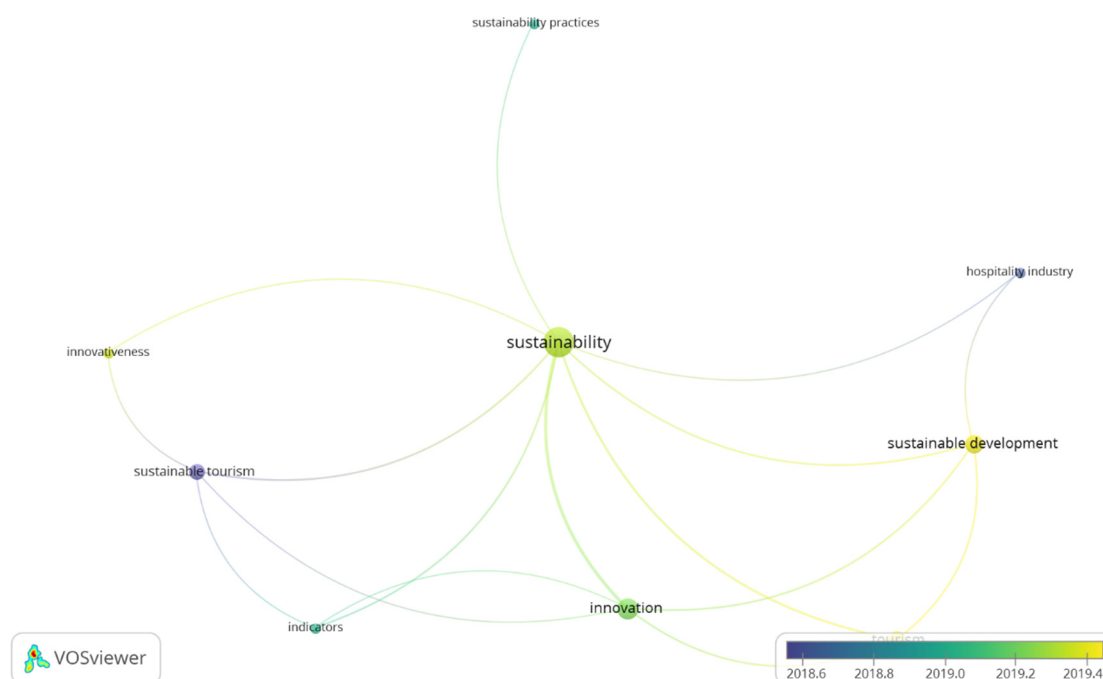 sustainability practices
hospitality industry
sustainability
innovativeness
sustainable development
sustainable tourism
innovation
indicators
tourism
VOSviewer
2018.6 2018.8 2019.0 2019.2 2019.4